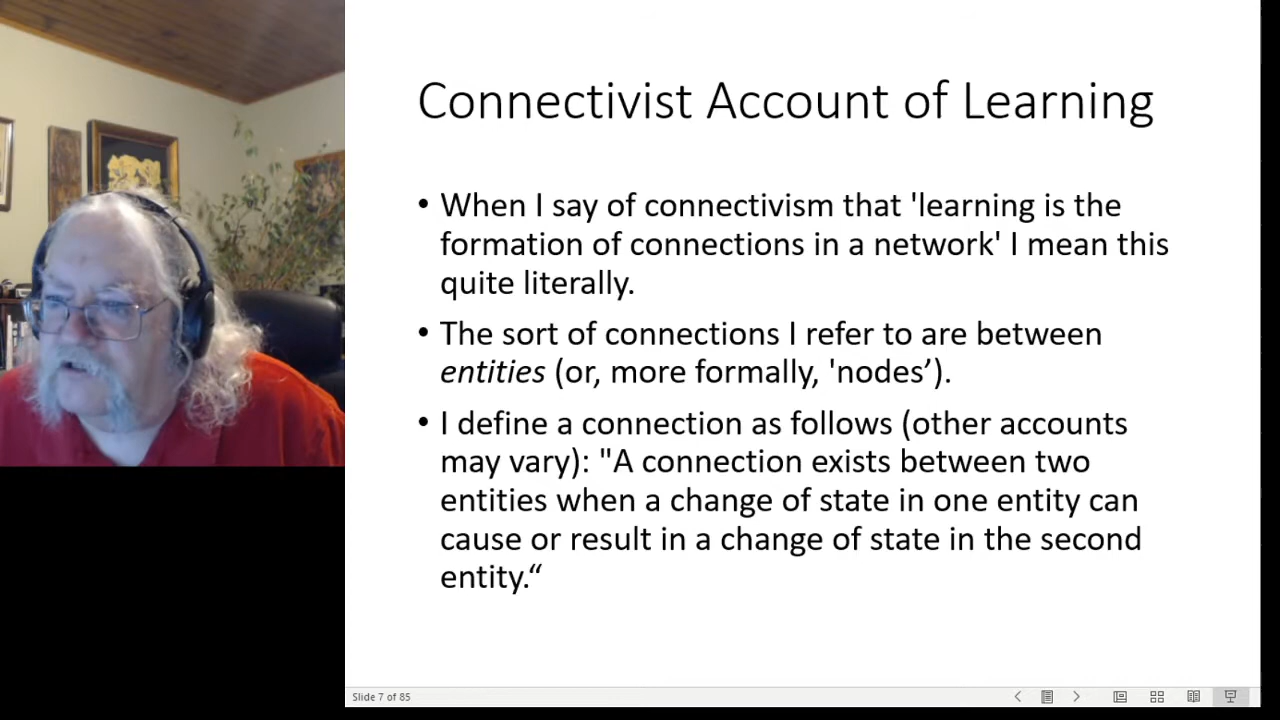 Connectivist Account of Learning
• When I say of connectivism that 'learning is the
formation of connections in a network' I mean this
quite literally.
• The sort of connections I refer to are between
entities (or, more formally, 'nodes’).
• I define a connection as follows (other accounts
may vary): "A connection exists between two
entities when a change of state in one entity can
cause or result in a change of state in the second
entity.“
Slide 7 of 85